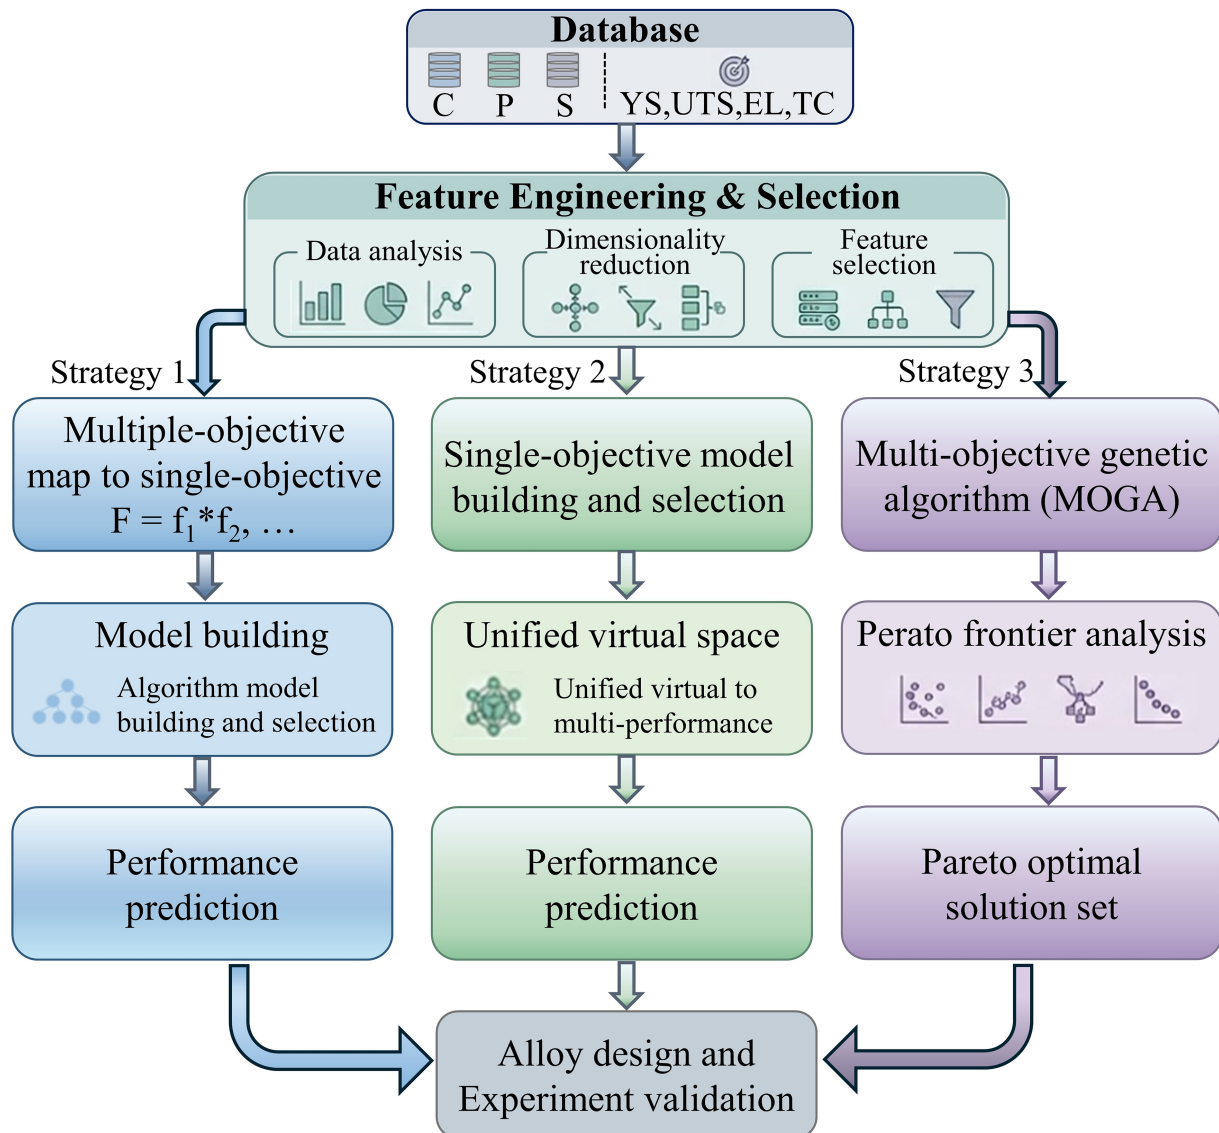 Database
C P S YS,UTS,EL,TC
Feature Engineering & Selection
Data analysis
Dimensionality
reduction
Feature
selection
Strategy 1
Strategy 2
Strategy 3
Multiple-objective
map to single-objective
F = f₁*f₂, …
Single-objective model
building and selection
Multi-objective genetic
algorithm (MOGA)
Model building
Algorithm model
building and selection
Unified virtual space
Unified virtual to
multi-performance
Perato frontier analysis
Performance
prediction
Performance
prediction
Pareto optimal
solution set
Alloy design and
Experiment validation